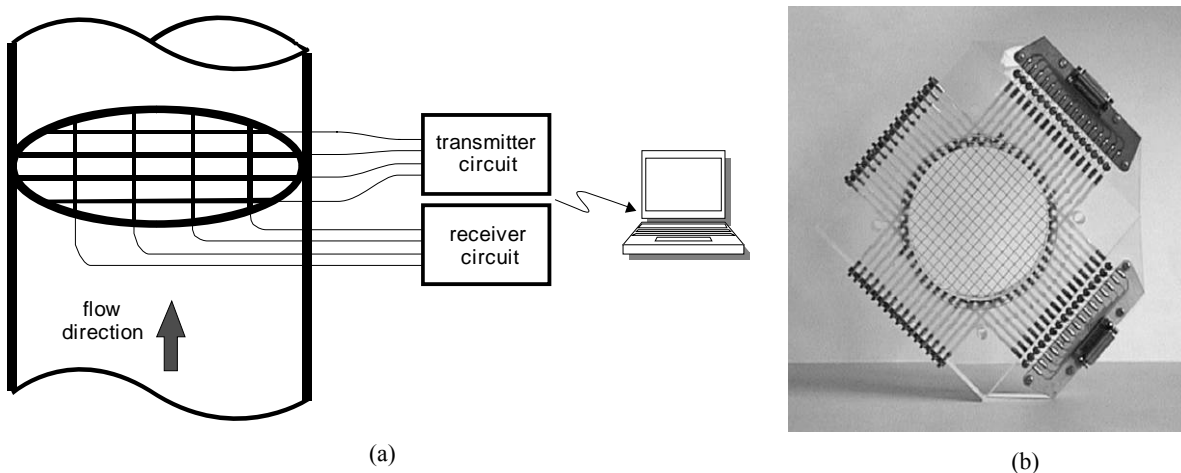 transmitter
circuit
receiver
circuit
flow
direction
(a)
(b)